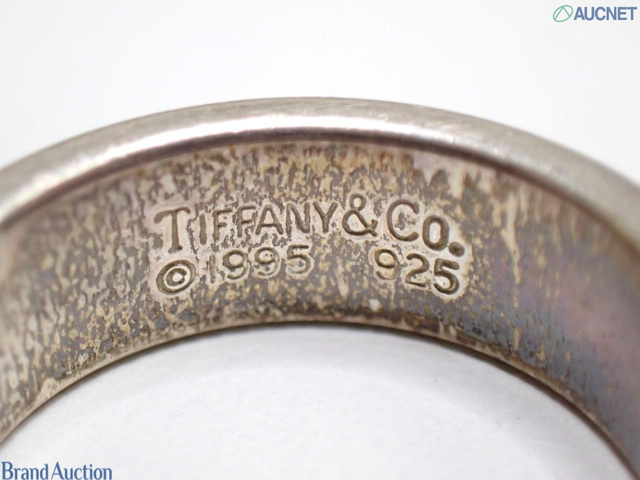 AUCNET
TIFFANY & CO.
© 1995 925
Brand Auction